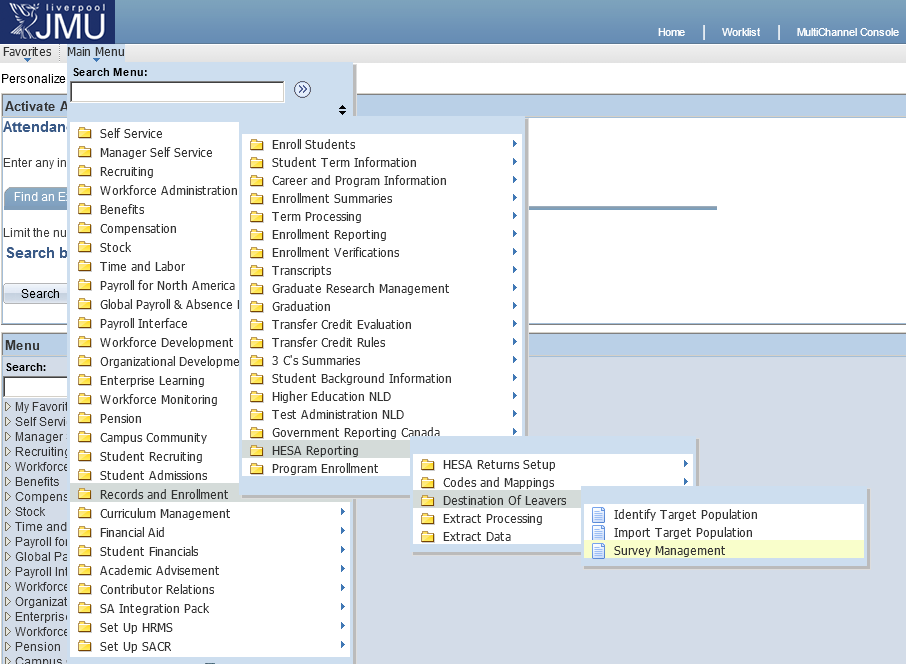 liverpool
JMU
Home
Worklist
MultiChannel Console
Favorites
Main Menu
Personalize
Search Menu:
Activate A
Attendan
Enter any in
Find an E
Limit the nu
Search b
Search
Self Service
Manager Self Service
Recruiting
Workforce Administration
Benefits
Compensation
Stock
Time and Labor
Payroll for North America
Global Payroll & Absence
Payroll Interface
Workforce Development
Organizational Developme
Enterprise Learning
Workforce Monitoring
Pension
Campus Community
Student Recruiting
Student Admissions
Records and Enrollment
Curriculum Management
Financial Aid
Student Financials
Academic Advisement
Contributor Relations
SA Integration Pack
Set Up HRMS
Set Up SACR
Enroll Students
Student Term Information
Career and Program Information
Enrollment Summaries
Term Processing
Enrollment Reporting
Enrollment Verifications
Transcripts
Graduate Research Management
Graduation
Transfer Credit Evaluation
Transfer Credit Rules
3 C's Summaries
Student Background Information
Higher Education NLD
Test Administration NLD
Government Reporting Canada
HESA Reporting
Program Enrollment
HESA Returns Setup
Codes and Mappings
Destination Of Leavers
Extract Processing
Extract Data
Identify Target Population
Import Target Population
Survey Management
Menu
Search:
My Favorit
Self Servi
Manager
Recruiting
Workforce
Benefits
Compens
Stock
Time and
Payroll for
Global Pa
Payroll Int
Workforce
Organizat
Enterprise
Workforce
Pension
Campus